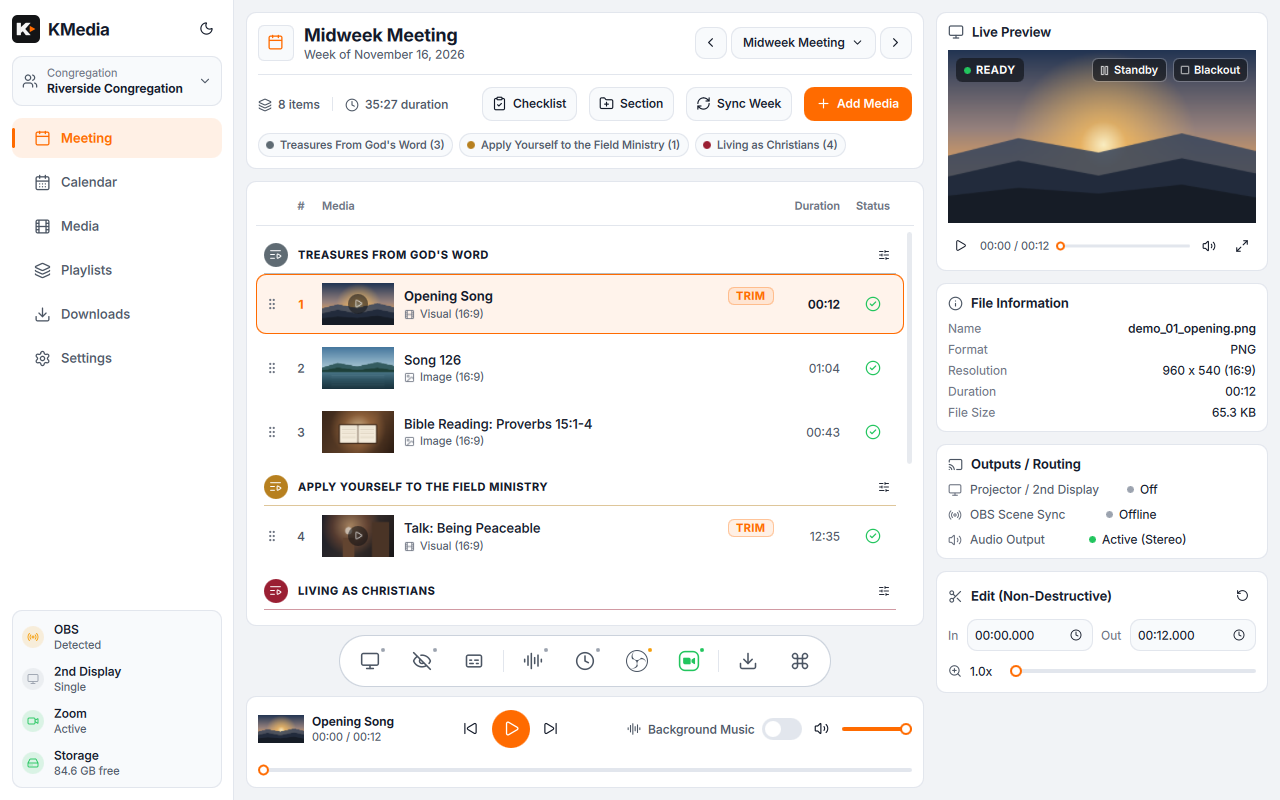 KMedia
Congregation
Riverside Congregation
Meeting
Calendar
Media
Playlists
Downloads
Settings
OBS
Detected
2nd Display
Single
Zoom
Active
Storage
84.6 GB free
Midweek Meeting
Week of November 16, 2026
Midweek Meeting
8 items
35:27 duration
Checklist
Section
Sync Week
Add Media
Treasures From God's Word (3)
Apply Yourself to the Field Ministry (1)
Living as Christians (4)
# Media Duration Status
TREASURES FROM GOD'S WORD
1 Opening Song TRIM 00:12
Visual (16:9)
2 Song 126 01:04
Image (16:9)
3 Bible Reading: Proverbs 15:1-4 00:43
Image (16:9)
APPLY YOURSELF TO THE FIELD MINISTRY
4 Talk: Being Peaceable TRIM 12:35
Visual (16:9)
LIVING AS CHRISTIANS
Opening Song
00:00 / 00:12
Background Music
Live Preview
READY
Standby
Blackout
00:00 / 00:12
File Information
Name demo_01_opening.png
Format PNG
Resolution 960 x 540 (16:9)
Duration 00:12
File Size 65.3 KB
Outputs / Routing
Projector / 2nd Display Off
OBS Scene Sync Offline
Audio Output Active (Stereo)
Edit (Non-Destructive)
In 00:00.000 Out 00:12.000
1.0x